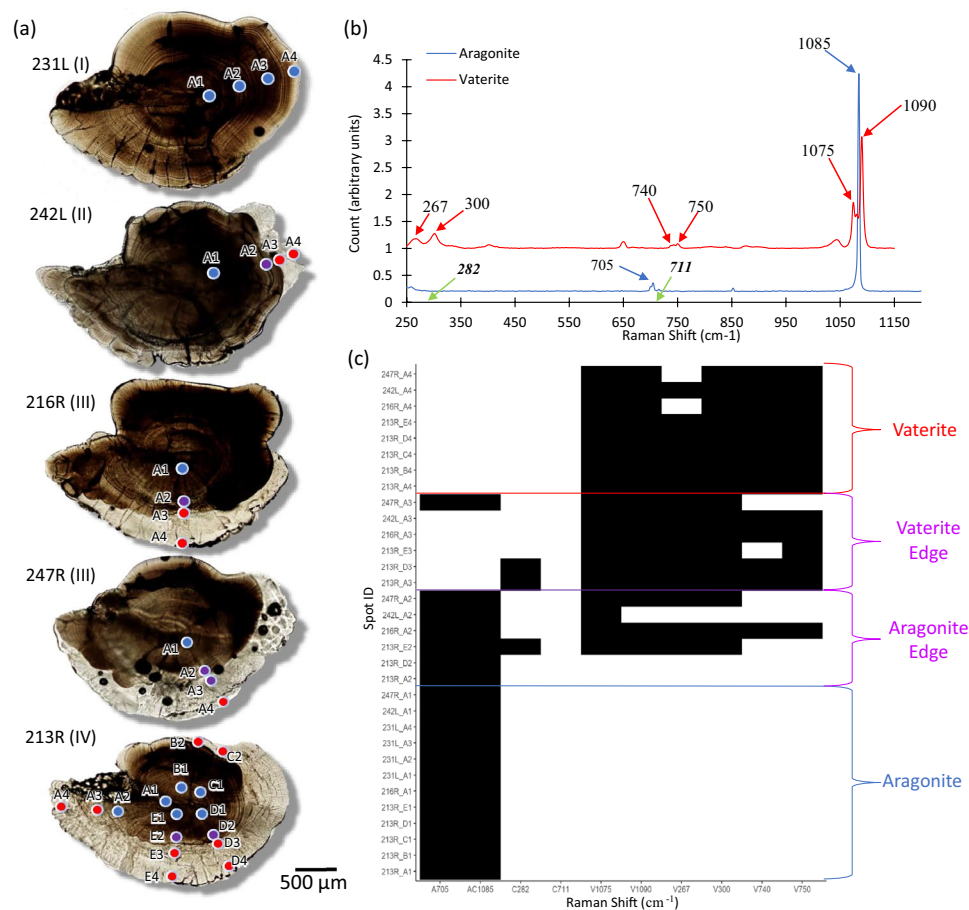 (a)
231L (I)
A1
A2
A3
A4
242L (II)
A1
A2
A3
A4
216R (III)
A1
A2
A3
A4
247R (III)
A1
A2
A3
A4
213R (IV)
B2
C2
B1
C1
A4
A3
A2
A1
E1
D1
E2
D2
D3
E3
D4
E4
500 µm
(b)
Aragonite
Vaterite
Count (arbitrary units)
4.5
4
3.5
3
2.5
2
1.5
1
0.5
0
1085
1090
1075
267
300
740
750
282
705
711
250 350 450 550 650 750 850 950 1050 1150
Raman Shift (cm-1)
(c)
Spot ID
247R_A4
242L_A4
216R_A4
213R_E4
213R_D4
213R_C4
213R_B4
213R_A4
247R_A3
242L_A3
216R_A3
213R_E3
213R_D3
213R_A3
247R_A2
242L_A2
216R_A2
213R_E2
213R_D2
213R_A2
247R_A1
242L_A1
231L_A4
231L_A3
231L_A2
231L_A1
216R_A1
213R_E1
213R_D1
213R_C1
213R_B1
213R_A1
Vaterite
Vaterite
Edge
Aragonite
Edge
Aragonite
A705 AC1085 C282 C711 V1075 V1090 V267 V300 V740 V750
Raman Shift (cm⁻¹)